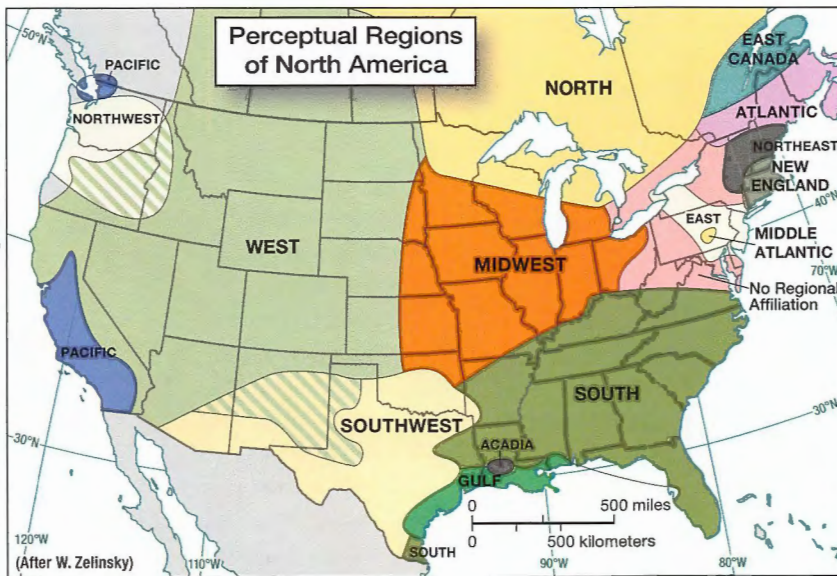 Perceptual Regions
of North America
50°N
PACIFIC
NORTHWEST
NORTH
EAST
CANADA
ATLANTIC
NORTHEAST
NEW
ENGLAND
40°N
EAST
MIDDLE
ATLANTIC
70°W
No Regional
Affiliation
WEST
MIDWEST
PACIFIC
SOUTH
SOUTHWEST
30°N
30°N
ACADIA
GULF
0 500 miles
0 500 kilometers
SOUTH
120°W
110°W
90°W
80°W
(After W. Zelinsky)